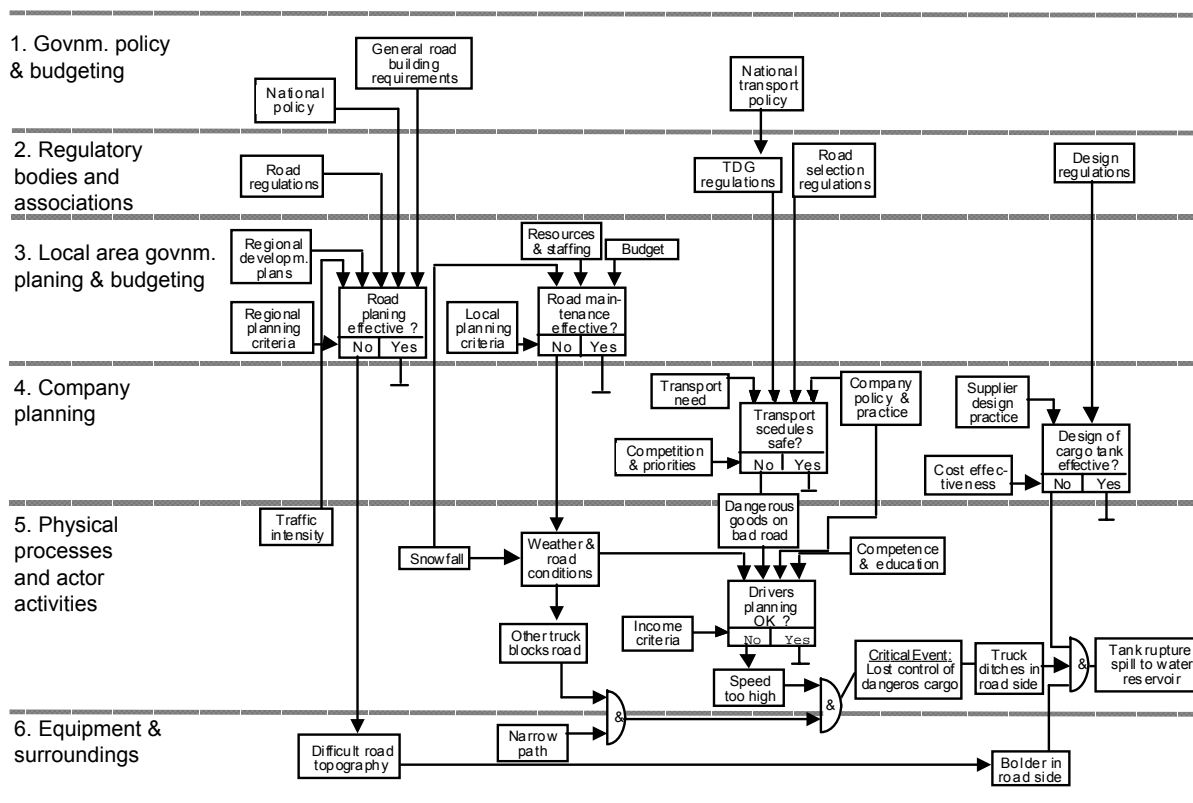 1. Govnm. policy
& budgeting
General road
building
requirements
National
policy
National
transport
policy
2. Regulatory
bodies and
associations
Road
regulations
TDG
regulations
Road
selection
regulations
Design
regulations
3. Local area govnm.
planing & budgeting
Regional
developm.
plans
Regional
planning
criteria
Road
planing
effective ?
No Yes
Resources
& staffing
Budget
Local
planning
criteria
Road main-
tenance
effective?
No Yes
4. Company
planning
Transport
need
Company
policy &
practice
Transport
scedules
safe?
No Yes
Competition
& priorities
Supplier
design
practice
Design of
cargo tank
effective?
No Yes
Cost effec-
tiveness
5. Physical
processes
and actor
activities
Traffic
intensity
Snowfall
Weather &
road
conditions
Dangerous
goods on
bad road
Competence
& education
Drivers
planning
OK ?
No Yes
Income
criteria
Other truck
blocks road
Speed
too high
&
Critical Event:
Lost control of
dangeros cargo
Truck
ditches in
road side
&
Tank rupture
spill to water
reservoir
6. Equipment &
surroundings
&
Narrow
path
Difficult road
topography
Bolder in
road side